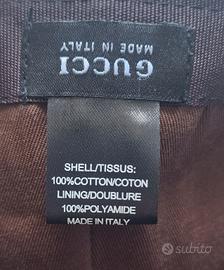 GUCCI
MADE IN ITALY
SHELL/TISSUS:
100%COTTON/COTON
LINING/DOUBLURE
100%POLYAMIDE
MADE IN ITALY
subito